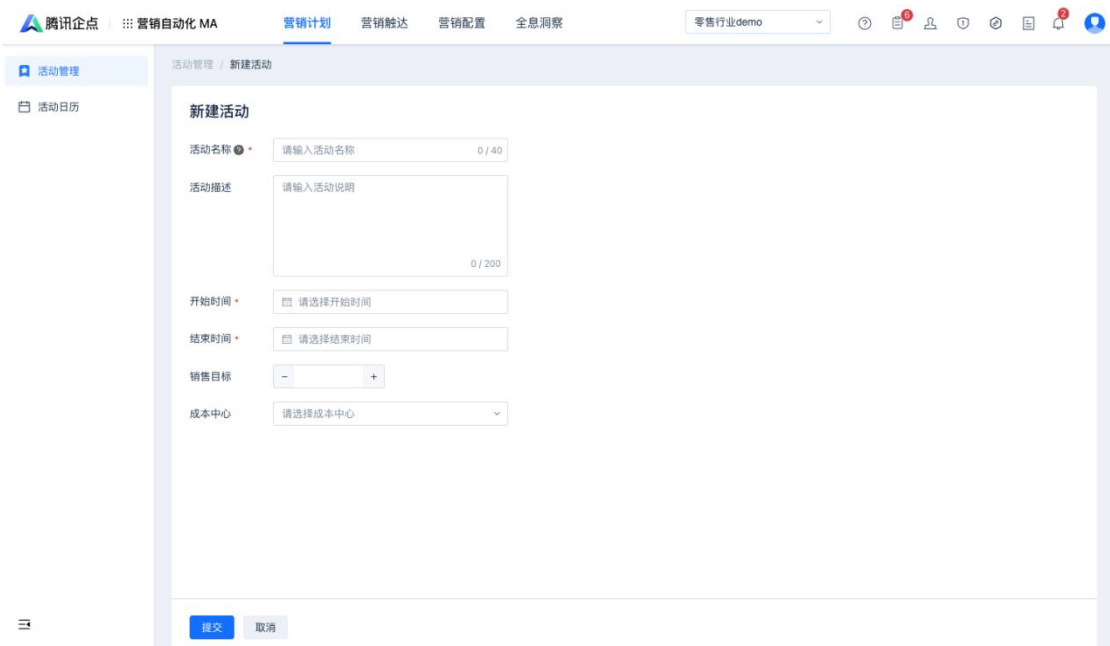 腾讯企点 营销自动化 MA 营销计划 营销触达 营销配置 全息洞察 零售行业demo 6 2
活动管理
活动日历
活动管理 / 新建活动
新建活动
活动名称 * 请输入活动名称 0 / 40
活动描述 请输入活动说明
0 / 200
开始时间 * 请选择开始时间
结束时间 * 请选择结束时间
销售目标 - +
成本中心 请选择成本中心
提交 取消